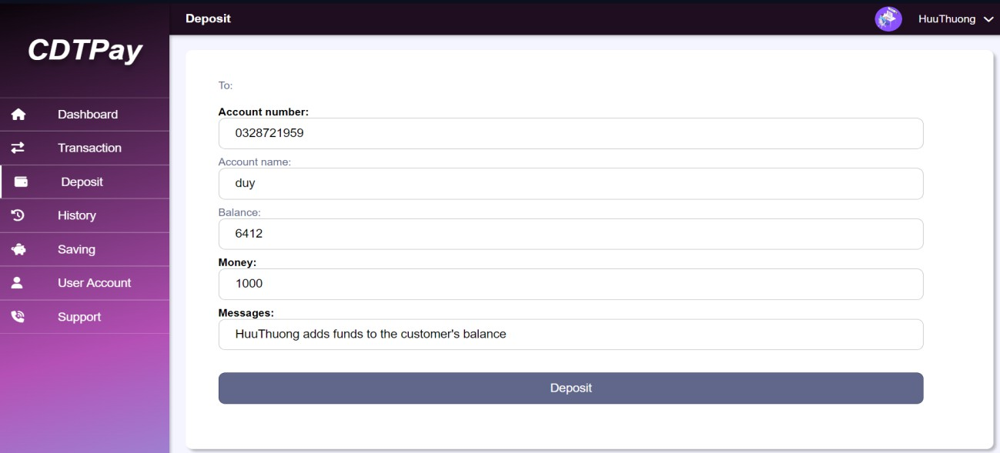 Deposit
HuuThuong
CDTPay
Dashboard
Transaction
Deposit
History
Saving
User Account
Support
To:
Account number:
0328721959
Account name:
duy
Balance:
6412
Money:
1000
Messages:
HuuThuong adds funds to the customer's balance
Deposit